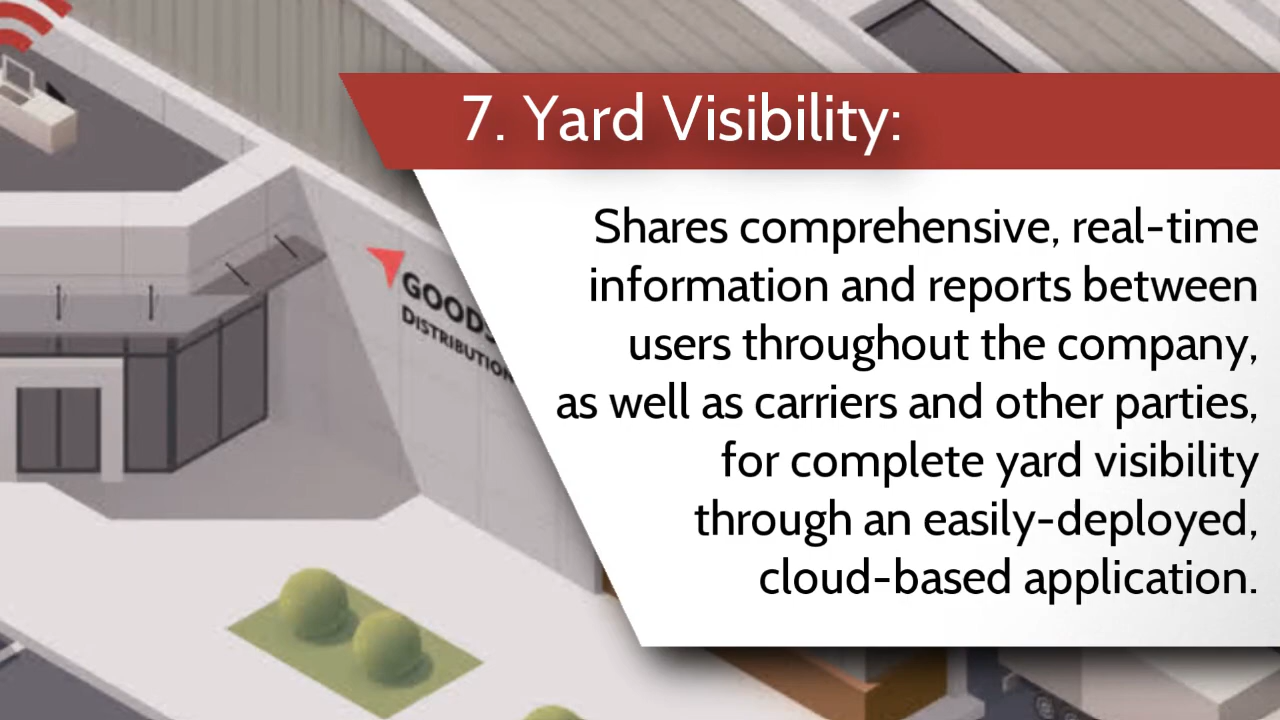 7. Yard Visibility:
Shares comprehensive, real-time
information and reports between
users throughout the company,
as well as carriers and other parties,
for complete yard visibility
through an easily-deployed,
cloud-based application.
DISTRIBUTION